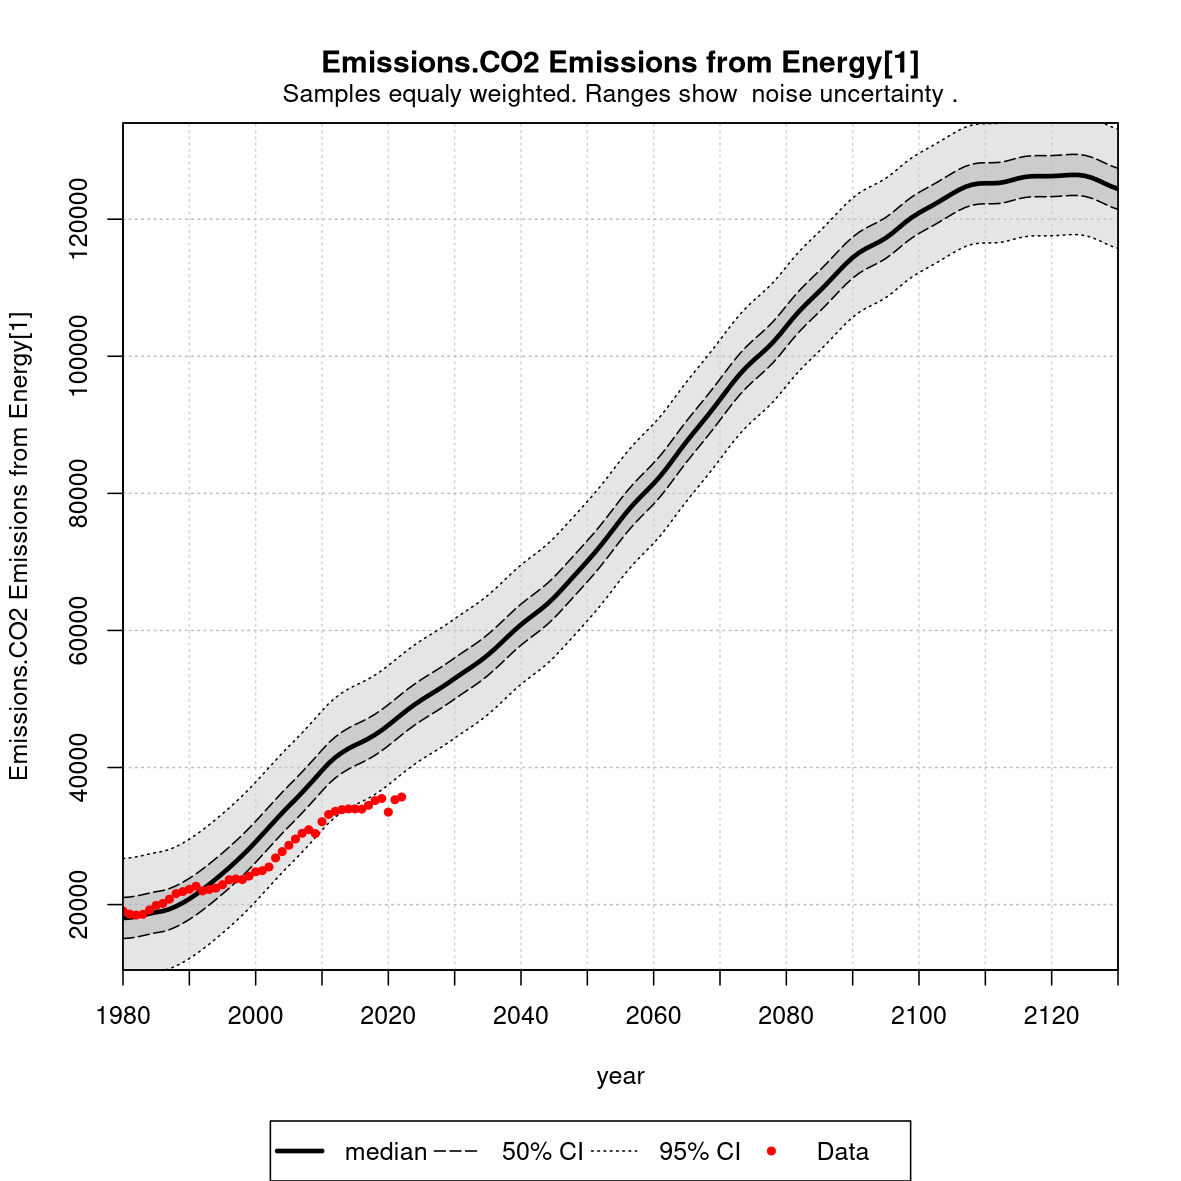 Emissions.CO2 Emissions from Energy[1]
Samples equaly weighted. Ranges show  noise uncertainty .
Emissions.CO2 Emissions from Energy[1]
120000
100000
80000
60000
40000
20000
1980 2000 2020 2040 2060 2080 2100 2120
year
median 50% CI 95% CI Data